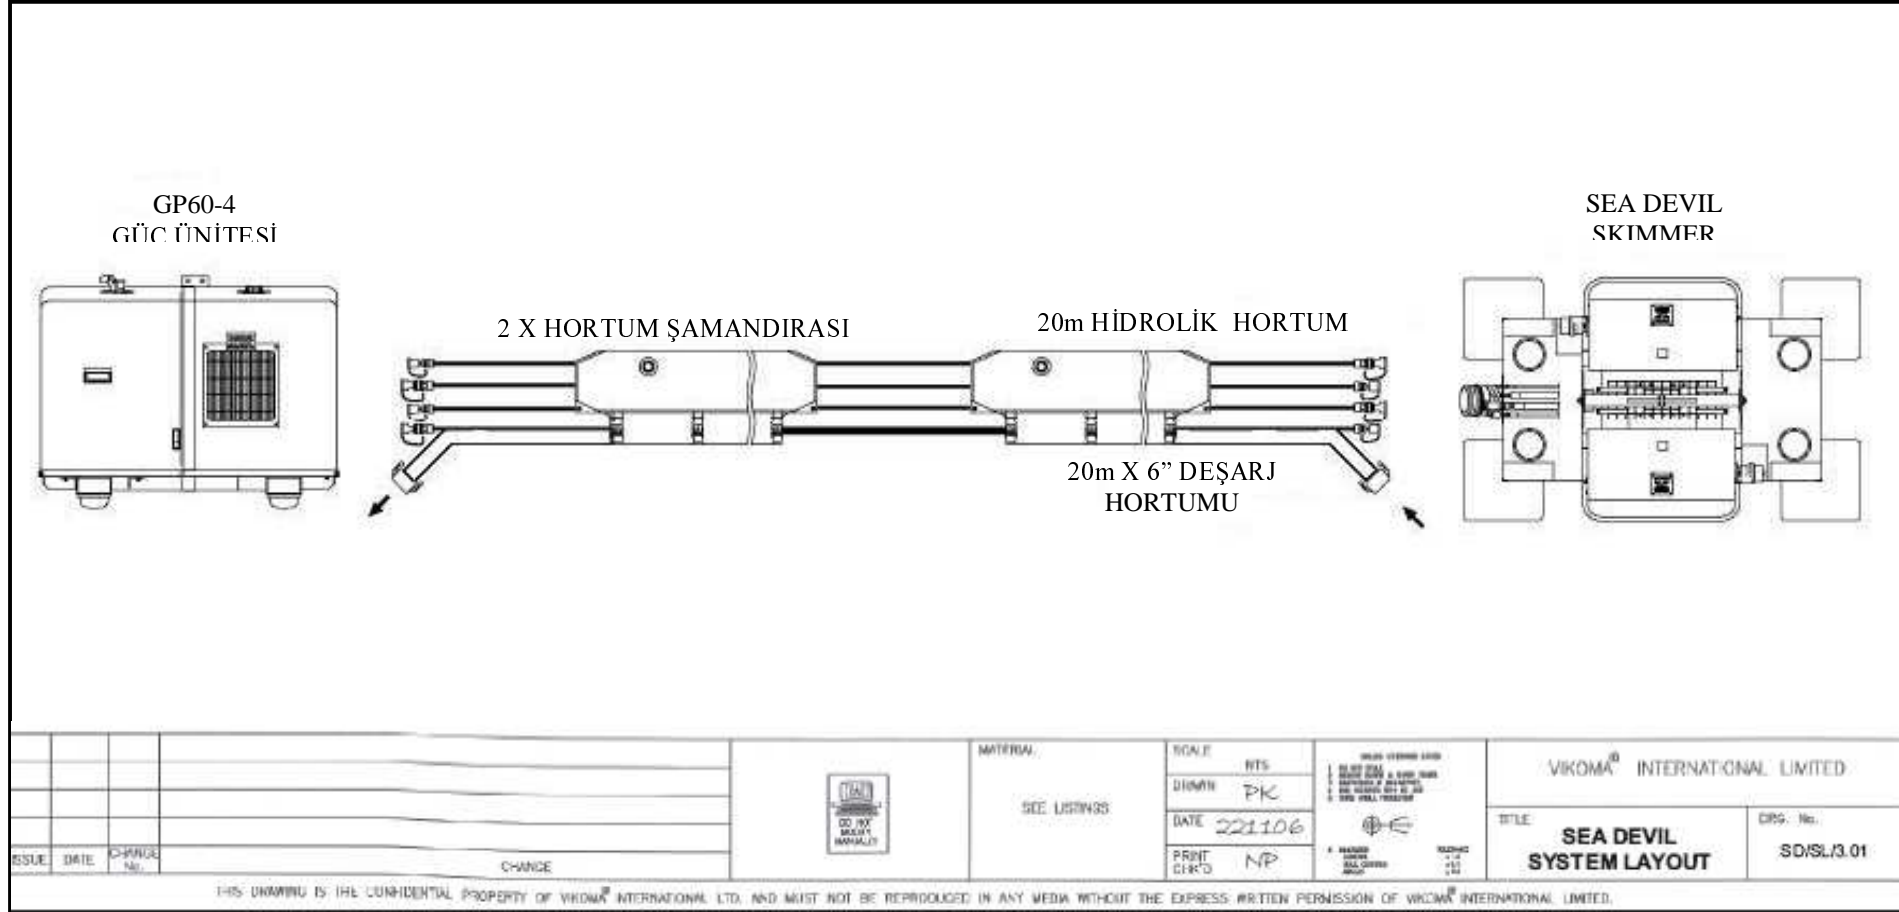 GP60-4
GÜÇ ÜNİTESİ
SEA DEVIL
SKIMMER
2 X HORTUM ŞAMANDIRASI
20m HİDROLİK HORTUM
20m X 6” DEŞARJ
HORTUMU
ISSUE
DATE
CHANGE
No.
CHANGE
DO NOT
MODIFY
MANUALLY
MATERIAL
SEE LISTINGS
SCALE
NTS
DRAWN
PK
DATE
221106
PRINT
CHK'D
NP
VIKOMA® INTERNATIONAL LIMITED
TITLE
SEA DEVIL
SYSTEM LAYOUT
DRG. No.
SD/SL/3.01
THIS DRAWING IS THE CONFIDENTIAL PROPERTY OF VIKOMA® INTERNATIONAL LTD. AND MUST NOT BE REPRODUCED IN ANY MEDIA WITHOUT THE EXPRESS WRITTEN PERMISSION OF VIKOMA® INTERNATIONAL LIMITED.